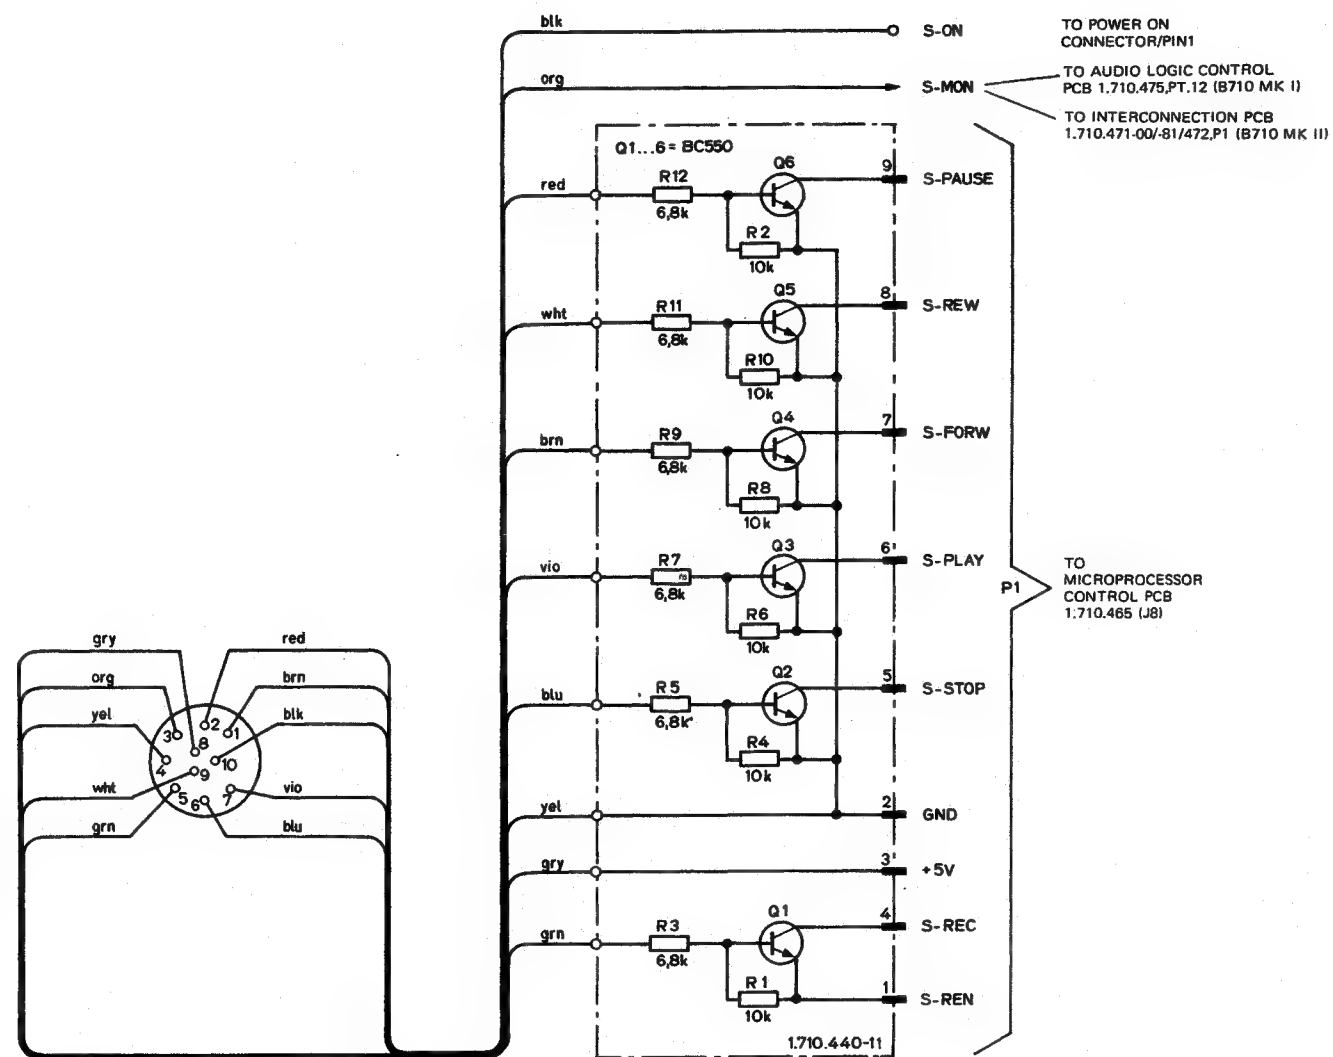 blk
S-ON
TO POWER ON
CONNECTOR/PIN1
org
S-MON
TO AUDIO LOGIC CONTROL
PCB 1.710.475,PT.12 (B710 MK I)
TO INTERCONNECTION PCB
1.710.471-00/-81/472,P1 (B710 MK II)
Q1...6= BC550
red
R12
6,8k
Q6
R2
10k
9
S-PAUSE
wht
R11
6,8k
Q5
R10
10k
8
S-REW
brn
R9
6,8k
Q4
R8
10k
7
S-FORW
vio
R7
6,8k
Q3
R6
10k
6
S-PLAY
P1
TO
MICROPROCESSOR
CONTROL PCB
1.710.465 (J8)
blu
R5
6,8k
Q2
R4
10k
5
S-STOP
yel
2
GND
gry
3
+5V
grn
R3
6,8k
Q1
R1
10k
4
S-REC
1
S-REN
1.710.440-11
gry
red
org
brn
yel
blk
wht
vio
grn
blu
3
2
1
8
4
10
9
5
6
7